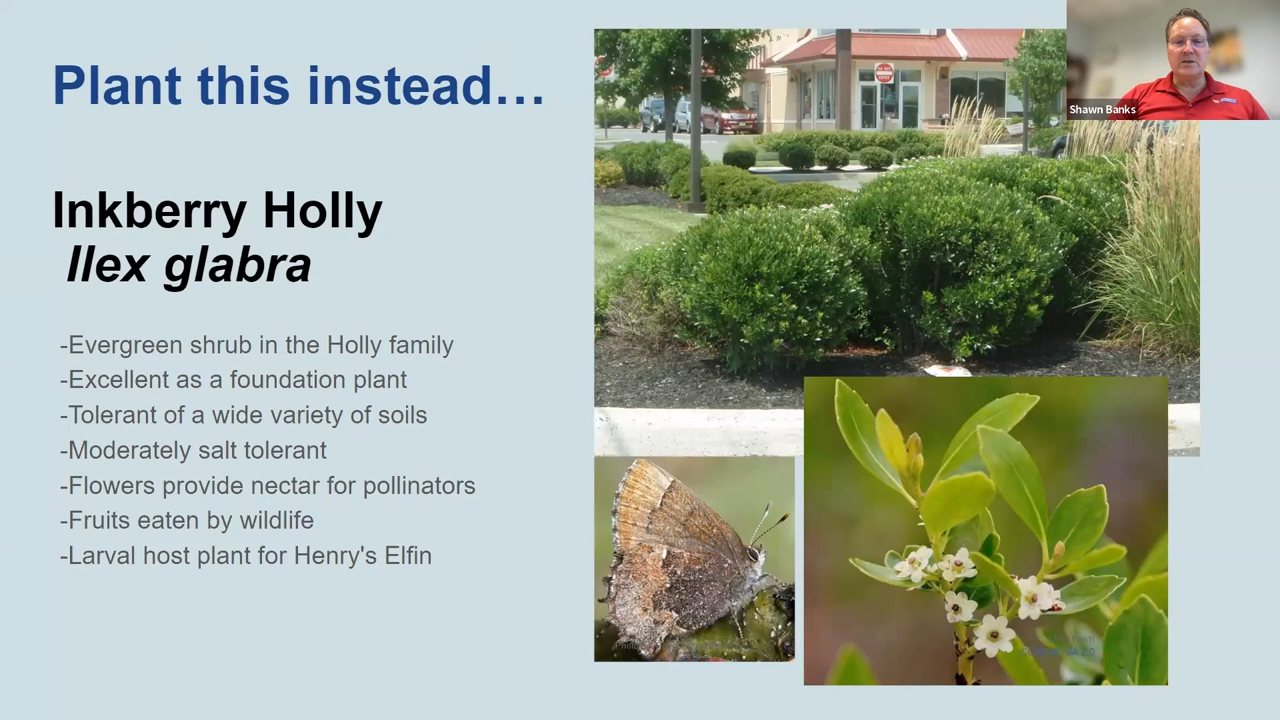 Plant this instead…
Shawn Banks
Inkberry Holly
Ilex glabra
-Evergreen shrub in the Holly family
-Excellent as a foundation plant
-Tolerant of a wide variety of soils
-Moderately salt tolerant
-Flowers provide nectar for pollinators
-Fruits eaten by wildlife
-Larval host plant for Henry's Elfin